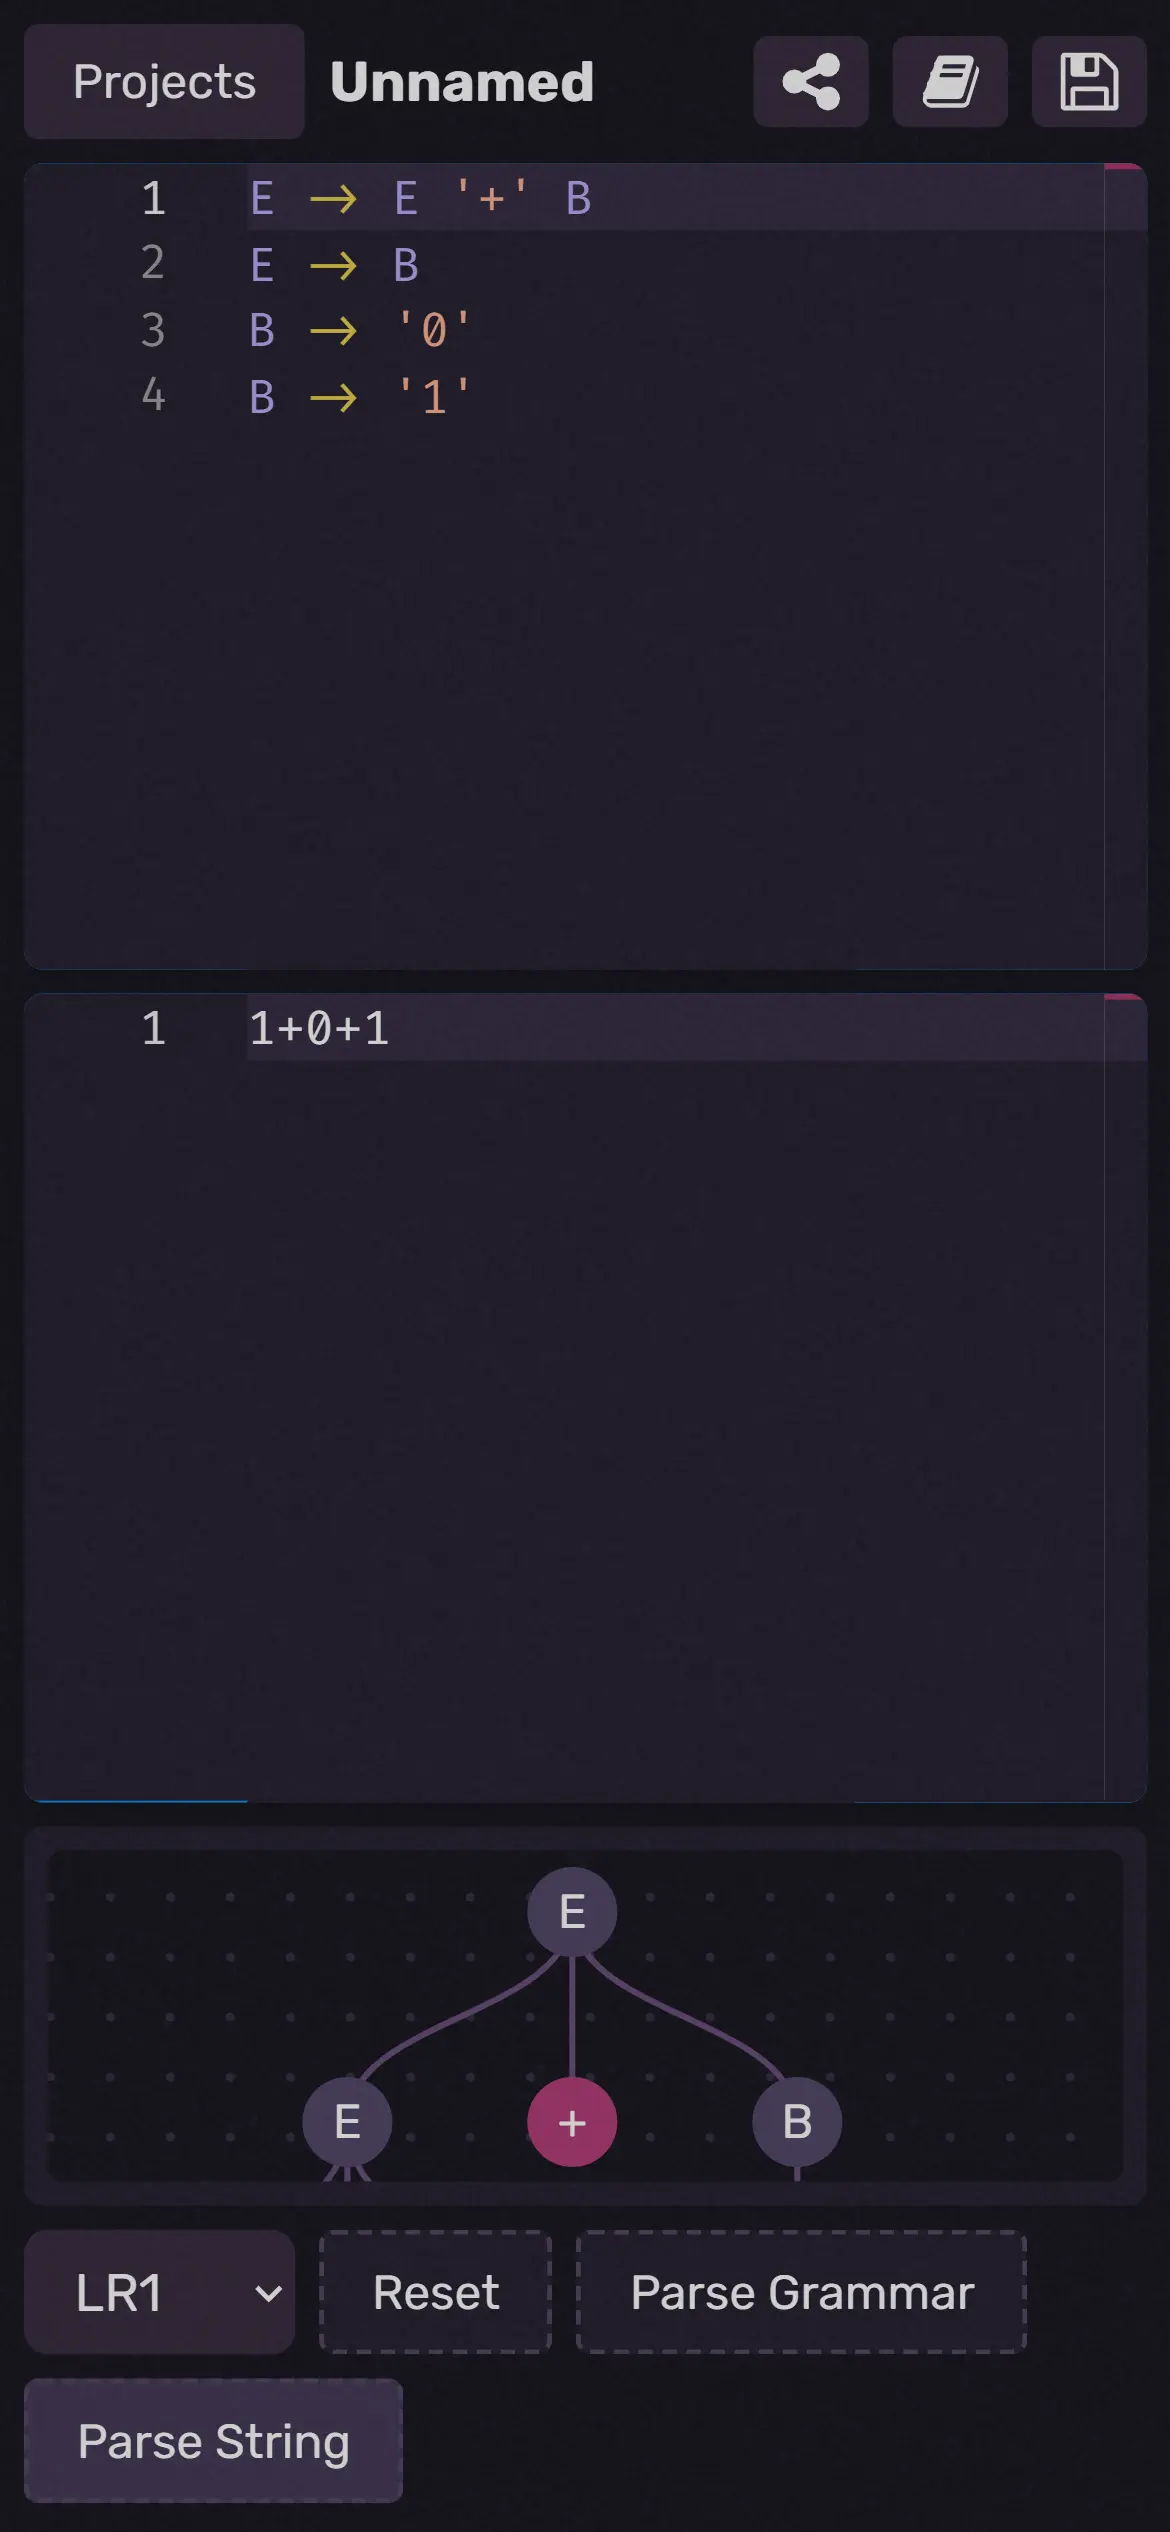 Projects Unnamed
1 E → E '+' B
2 E → B
3 B → '0'
4 B → '1'
1 1+0+1
E
E + B
LR1 Reset Parse Grammar
Parse String